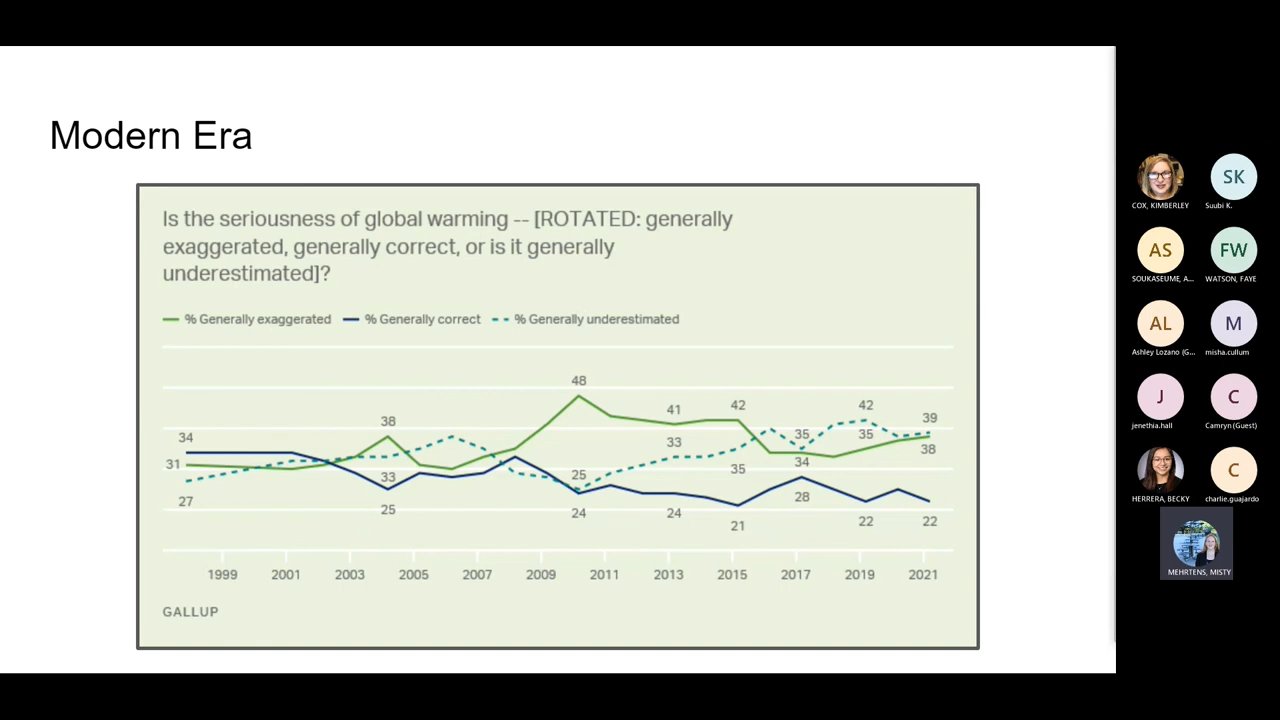 Modern Era
Is the seriousness of global warming -- [ROTATED: generally
exaggerated, generally correct, or is it generally
underestimated]?
% Generally exaggerated % Generally correct % Generally underestimated
48
42 42
41 39
38
34 33 35 35
31 33 25 35 34 38
27 25 24 24 28
21 22 22
1999 2001 2003 2005 2007 2009 2011 2013 2015 2017 2019 2021
GALLUP
SK
COX, KIMBERLEY Suubi K.
AS FW
SOUKASEUME, A... WATSON, FAYE
AL M
Ashley Lozano (G... misha.cullum
J C
jenethia.hall Camryn (Guest)
C
HERRERA, BECKY charlie.guajardo
MEHRTENS, MISTY